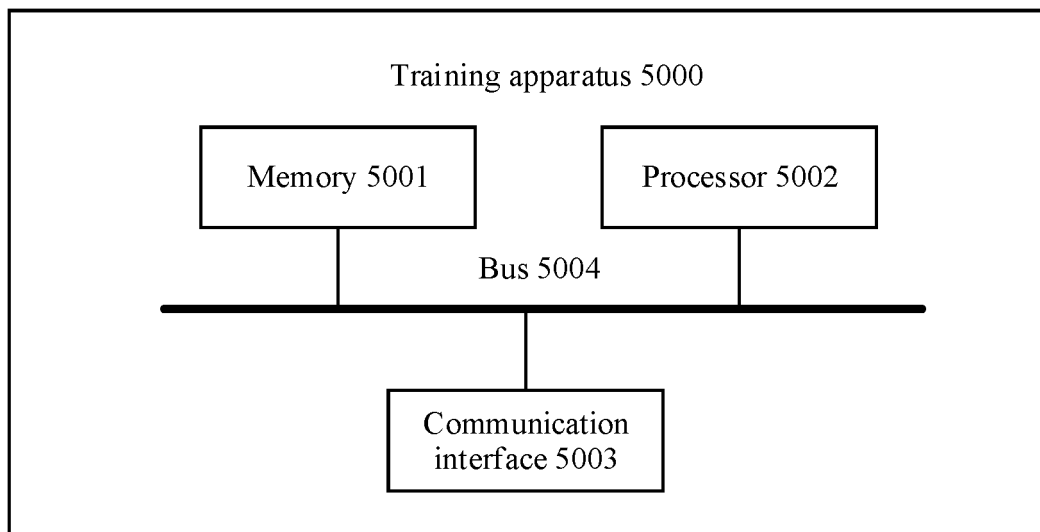 Training apparatus 5000
Memory 5001
Processor 5002
Bus 5004
Communication
interface 5003